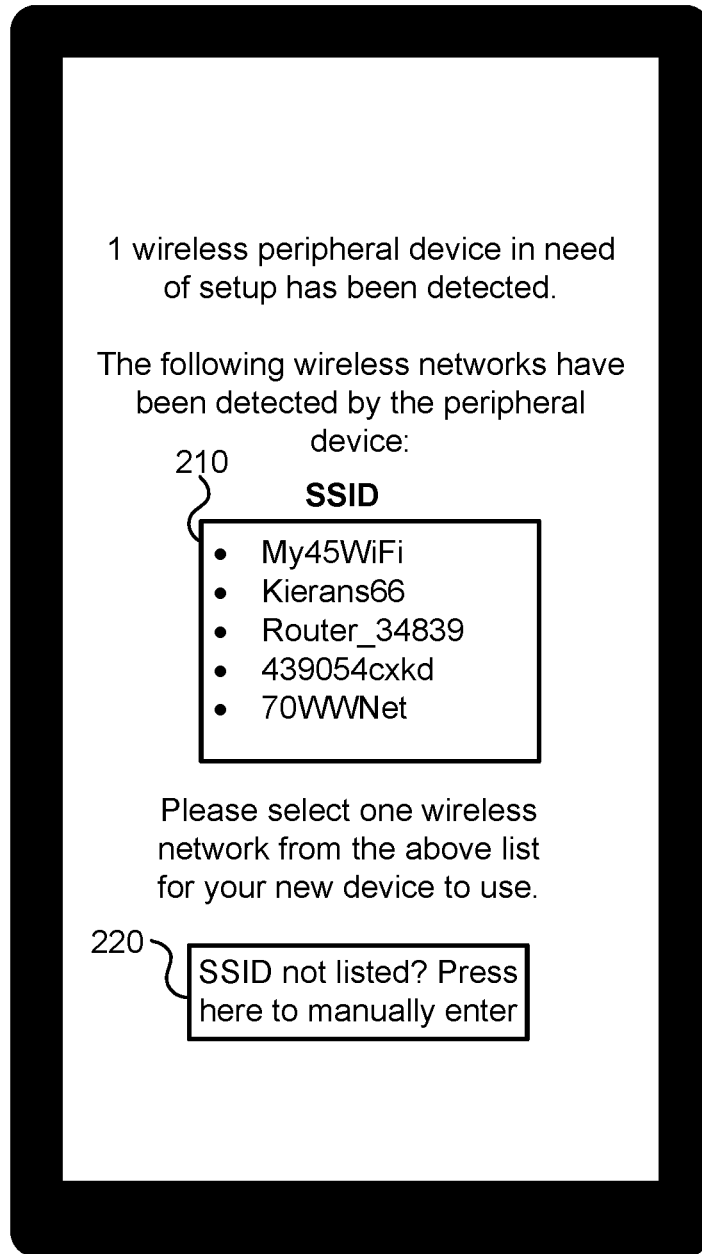 1 wireless peripheral device in need
of setup has been detected.
The following wireless networks have
been detected by the peripheral
device:
210
SSID
• My45WiFi
• Kierans66
• Router_34839
• 439054cxkd
• 70WWNet
Please select one wireless
network from the above list
for your new device to use.
220
SSID not listed? Press
here to manually enter